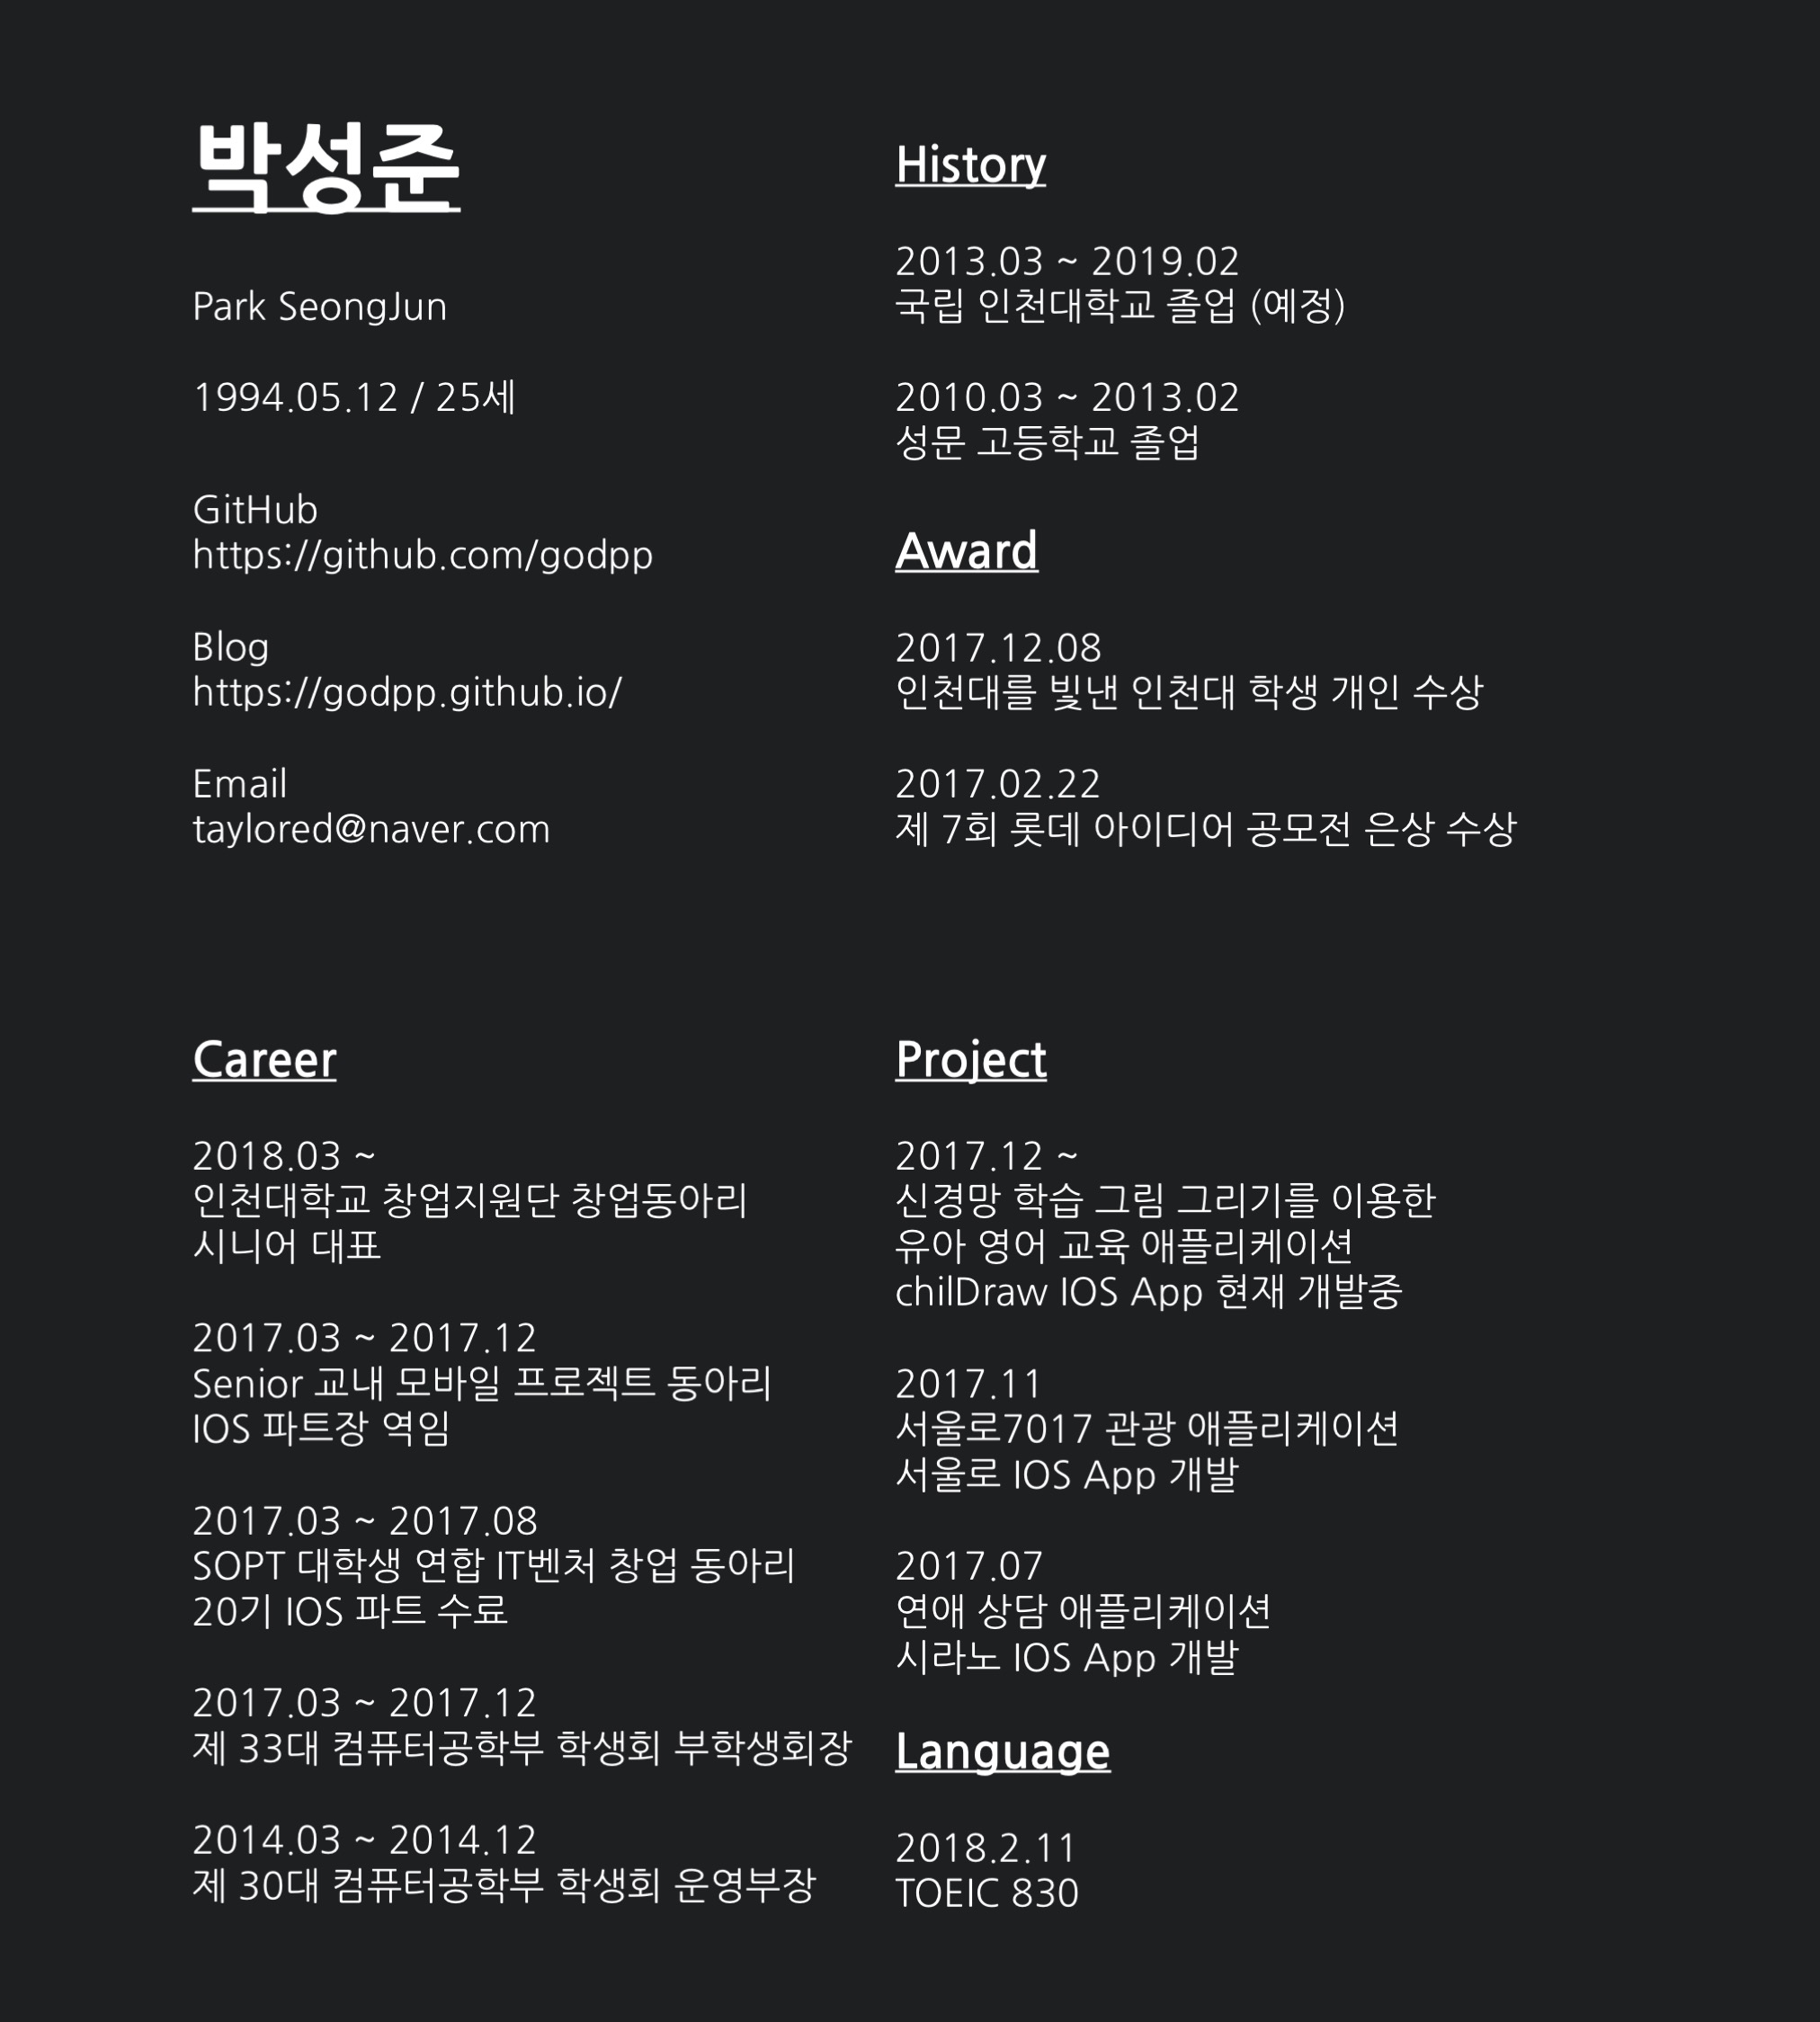 박성준
Park SeongJun
1994.05.12 / 25세
GitHub
https://github.com/godpp
Blog
https://godpp.github.io/
Email
taylored@naver.com
History
2013.03 ~ 2019.02
국립 인천대학교 졸업 (예정)
2010.03 ~ 2013.02
성문 고등학교 졸업
Award
2017.12.08
인천대를 빛낸 인천대 학생 개인 수상
2017.02.22
제 7회 롯데 아이디어 공모전 은상 수상
Career
2018.03 ~
인천대학교 창업지원단 창업동아리
시니어 대표
2017.03 ~ 2017.12
Senior 교내 모바일 프로젝트 동아리
IOS 파트장 역임
2017.03 ~ 2017.08
SOPT 대학생 연합 IT벤처 창업 동아리
20기 IOS 파트 수료
2017.03 ~ 2017.12
제 33대 컴퓨터공학부 학생회 부학생회장
2014.03 ~ 2014.12
제 30대 컴퓨터공학부 학생회 운영부장
Project
2017.12 ~
신경망 학습 그림 그리기를 이용한
유아 영어 교육 애플리케이션
chilDraw IOS App 현재 개발중
2017.11
서울로7017 관광 애플리케이션
서울로 IOS App 개발
2017.07
연애 상담 애플리케이션
시라노 IOS App 개발
Language
2018.2.11
TOEIC 830